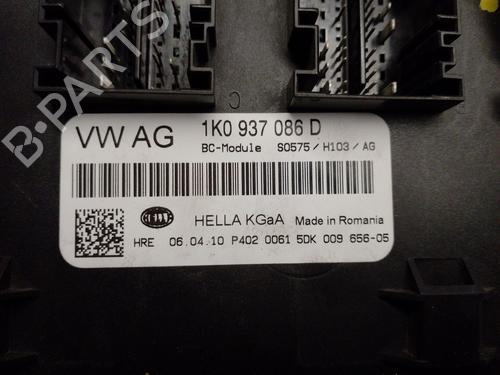 VW AG
1K0 937 086 D
BC-Module S0575/H103/AG
HELLA
HELLA KGaA Made in Romania
HRE 06.04.10 P402 0061 5DK 009 656-05
B-Parts